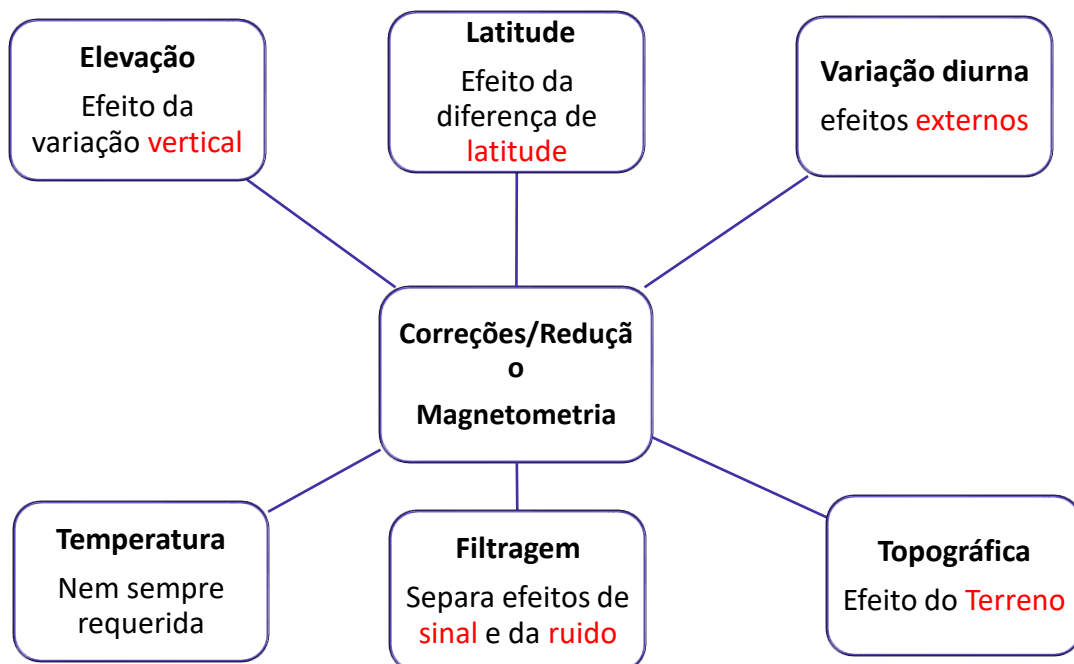 Elevação
Efeito da
variação vertical
Latitude
Efeito da
diferença de
latitude
Variação diurna
efeitos externos
Correções/Reduçã
o
Magnetometria
Temperatura
Nem sempre
requerida
Filtragem
Separa efeitos de
sinal e da ruido
Topográfica
Efeito do Terreno